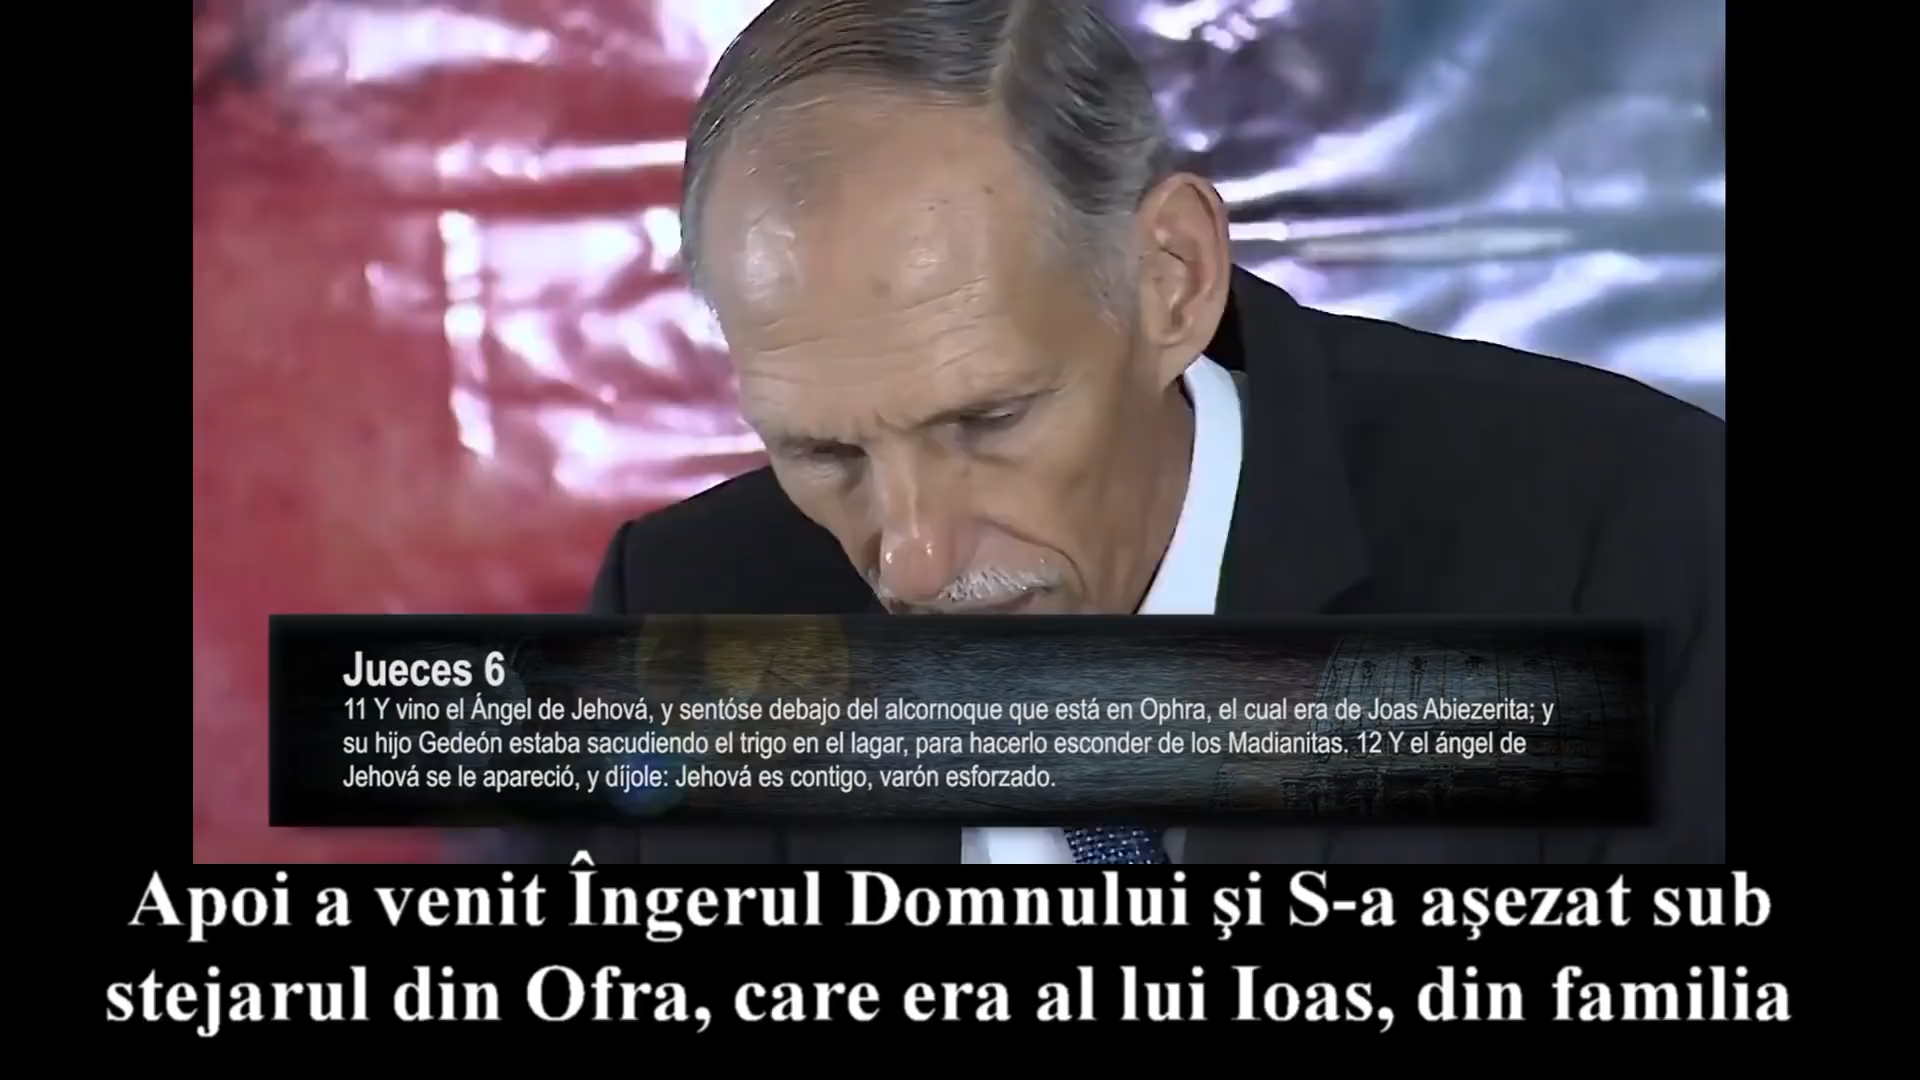 Jueces 6
11 Y vino el Ángel de Jehová, y sentóse debajo del alcornoque que está en Ophra, el cual era de Joas Abiezerita; y
su hijo Gedeón estaba sacudiendo el trigo en el lagar, para hacerlo esconder de los Madianitas. 12 Y el ángel de
Jehová se le apareció, y díjole: Jehová es contigo, varón esforzado.
Apoi a venit Îngerul Domnului şi S-a aşezat sub
stejarul din Ofra, care era al lui Ioas, din familia